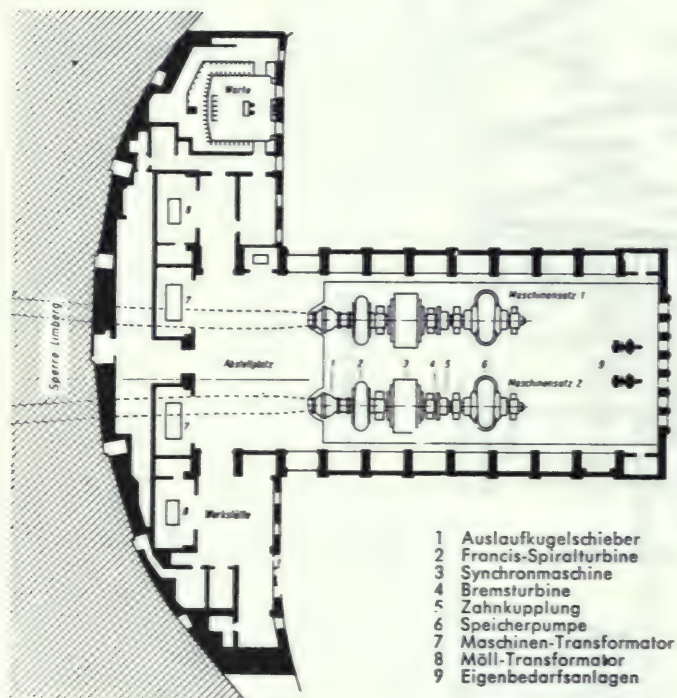 Warte
8
7
Maschinensatz 1
Sperre Limberg
Abstellplatz
1 2 3 4 5 6 9
Maschinensatz 2
7
8
Werkstätte
1 Auslaufkugelschieber
2 Francis-Spiralturbine
3 Synchronmaschine
4 Bremsturbine
5 Zahnkupplung
6 Speicherpumpe
7 Maschinen-Transformator
8 Möll-Transformator
9 Eigenbedarfsanlagen